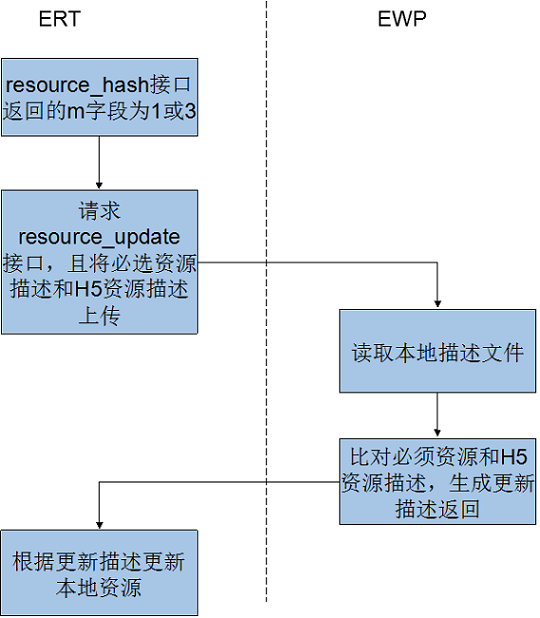 ERT
EWP
resource_hash接口
返回的m字段为1或3
请求
resource_update
接口，且将必选资源
描述和H5资源描述
上传
读取本地描述文件
比对必须资源和H5
资源描述，生成更新
描述返回
根据更新描述更新
本地资源